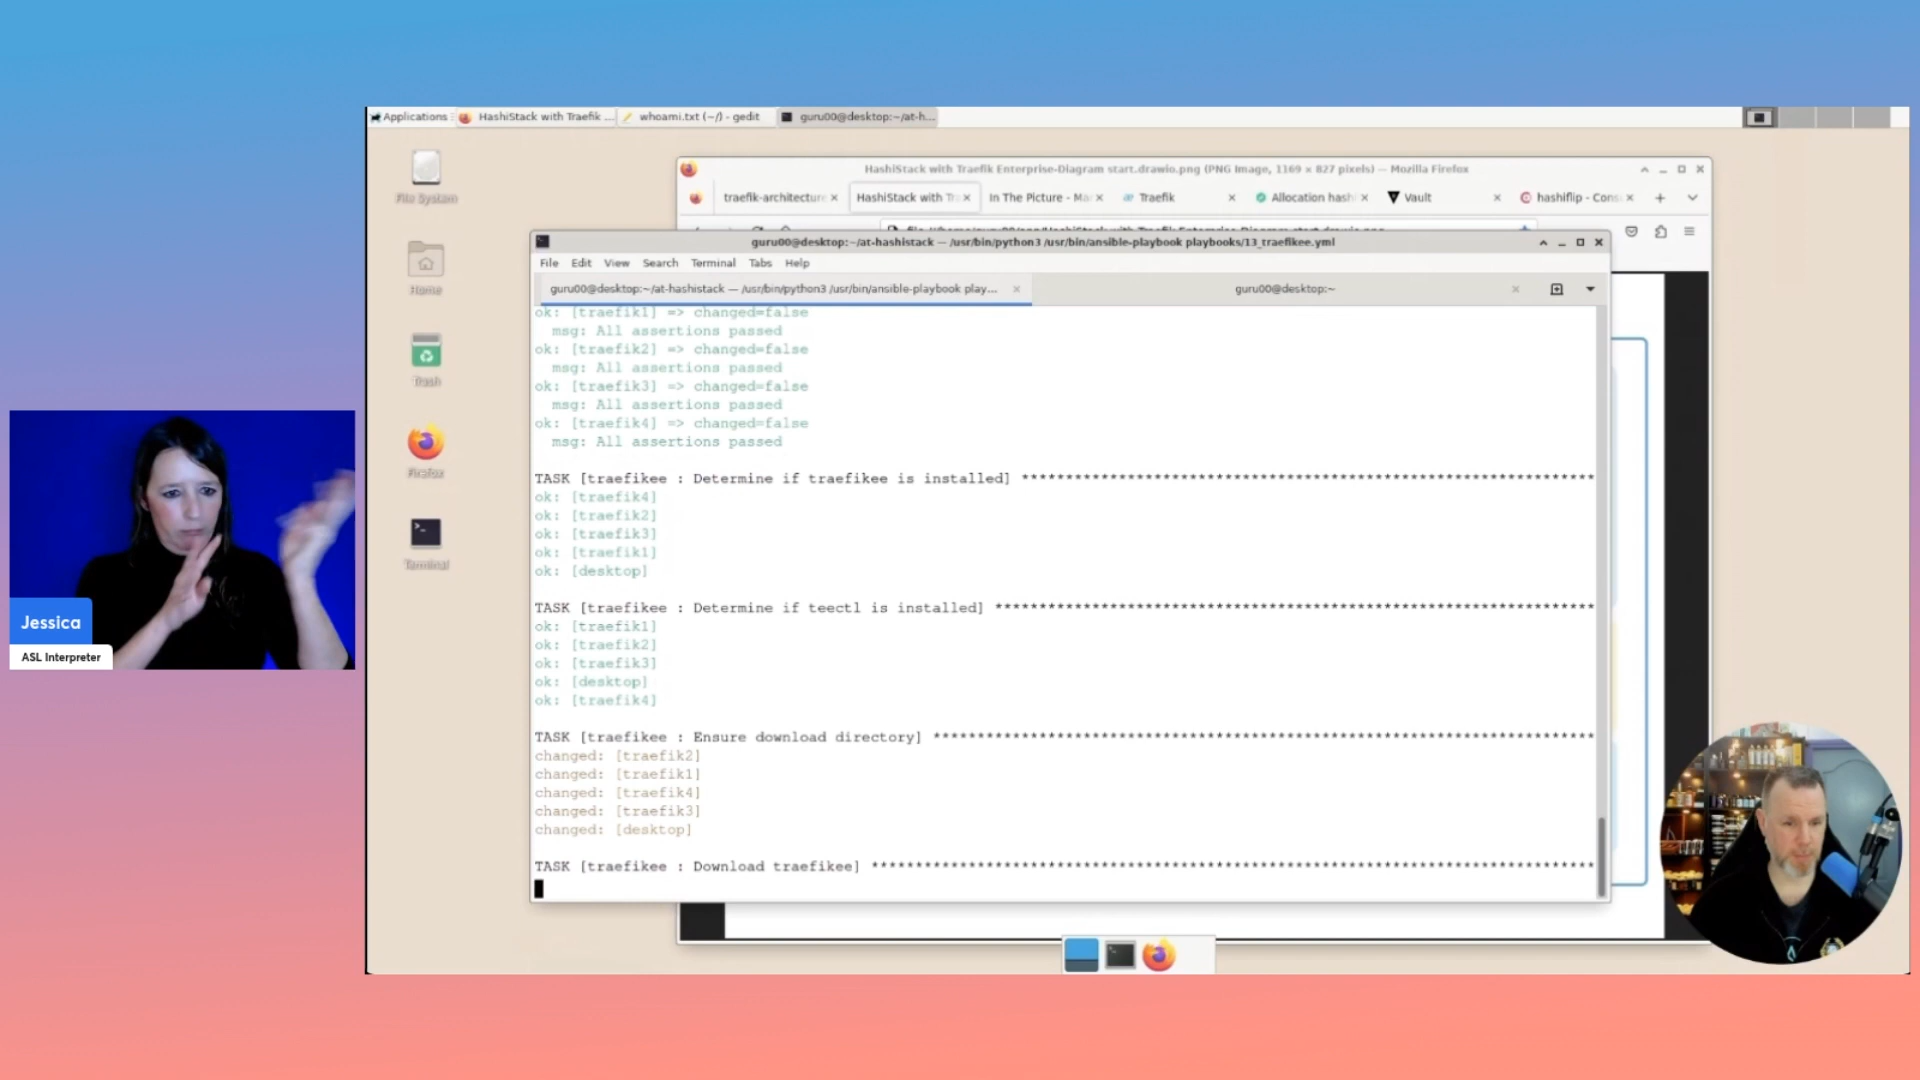 Applications
HashiStack with Traefik ...
whoami.txt (~/) - gedit
guru00@desktop:~/at-h...
File System
Home
Trash
Firefox
Terminal
HashiStack with Traefik Enterprise-Diagram start.drawio.png (PNG Image, 1169 × 827 pixels) — Mozilla Firefox
traefik-architecture
HashiStack with Tr
In The Picture - Ma
Traefik
Allocation hash
Vault
hashiflip - Cons
guru00@desktop:~/at-hashistack — /usr/bin/python3 /usr/bin/ansible-playbook playbooks/13_traefikee.yml
File Edit View Search Terminal Tabs Help
guru00@desktop:~/at-hashistack — /usr/bin/python3 /usr/bin/ansible-playbook play...
guru00@desktop:~
ok: [traefik1] => changed=false
msg: All assertions passed
ok: [traefik2] => changed=false
msg: All assertions passed
ok: [traefik3] => changed=false
msg: All assertions passed
ok: [traefik4] => changed=false
msg: All assertions passed
TASK [traefikee : Determine if traefikee is installed] *****************************************************************
ok: [traefik4]
ok: [traefik2]
ok: [traefik3]
ok: [traefik1]
ok: [desktop]
TASK [traefikee : Determine if teectl is installed] ********************************************************************
ok: [traefik1]
ok: [traefik2]
ok: [traefik3]
ok: [desktop]
ok: [traefik4]
TASK [traefikee : Ensure download directory] ***************************************************************************
changed: [traefik2]
changed: [traefik1]
changed: [traefik4]
changed: [traefik3]
changed: [desktop]
TASK [traefikee : Download traefikee] **********************************************************************************
Jessica
ASL Interpreter